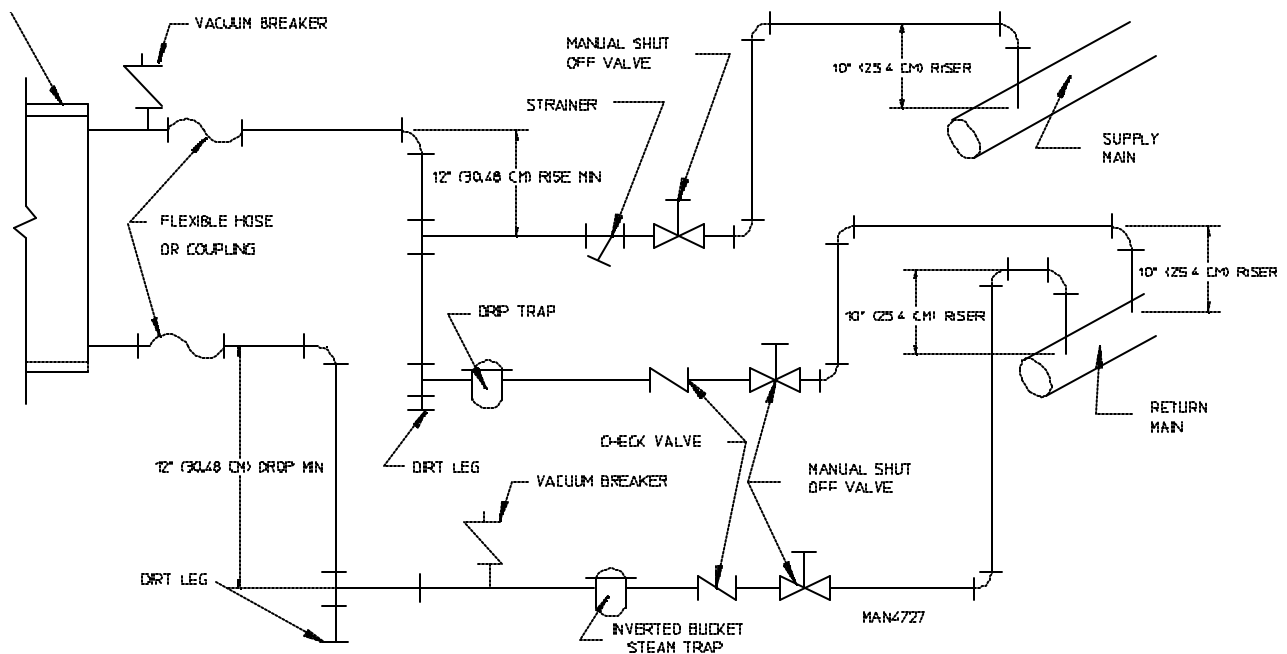 VACUUM BREAKER
MANUAL SHUT
OFF VALVE
STRAINER
10" (25.4 CM) RISER
SUPPLY
MAIN
12" (30.48 CM) RISE MIN
FLEXIBLE HOSE
OR COUPLING
10" (25.4 CM) RISER
10" (25.4 CM) RISER
DRIP TRAP
RETURN
MAIN
CHECK VALVE
12" (30.48 CM) DROP MIN
DIRT LEG
VACUUM BREAKER
MANUAL SHUT
OFF VALVE
DIRT LEG
MAN4727
INVERTED BUCKET
STEAM TRAP